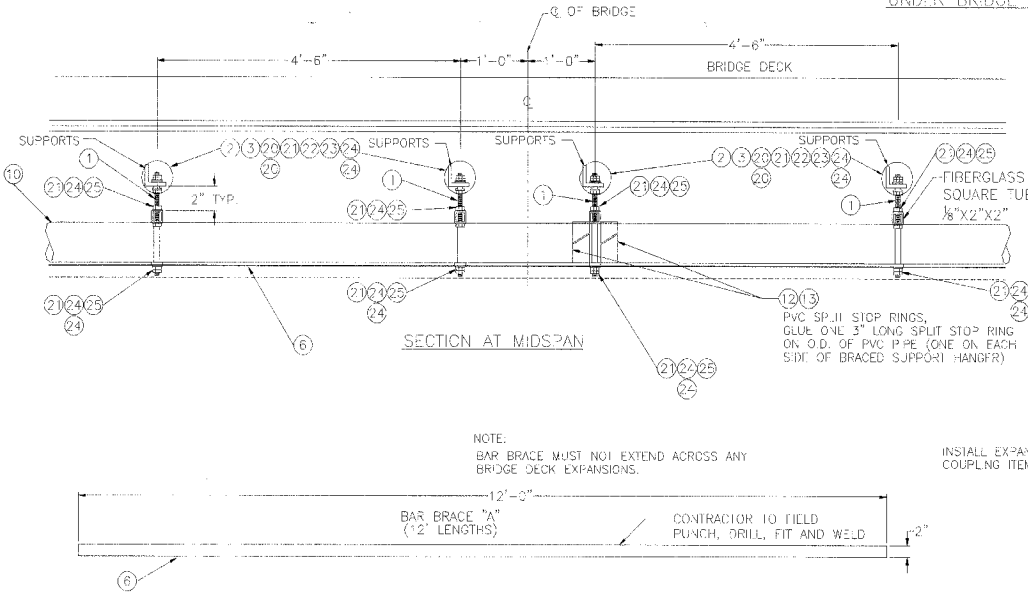 UNDER BRIDGE
℄ OF BRIDGE
4'-6" 1'-0" 1'-0" 4'-6"
BRIDGE DECK
℄
SUPPORTS SUPPORTS SUPPORTS SUPPORTS
2 3 20 21 22 23 24
20 24
2 3 20 21 22 23 24
20 24
1 1 1 1
10
21 24 25
2" TYP.
21 24 25
21 24 25
21 24 25
FIBERGLASS
SQUARE
⅛"X2"X2"
21 24 25
24
21 24 25
24
21 24
24
12 13
PVC SPLIT STOP RINGS,
GLUE ONE 3" LONG SPLIT STOP RING
ON O.D. OF PVC PIPE (ONE ON EACH
SIDE OF BRACED SUPPORT HANGER)
6
SECTION AT MIDSPAN
21 24 25
24
NOTE:
BAR BRACE MUST NOT EXTEND ACROSS ANY
BRIDGE DECK EXPANSIONS.
INSTALL
COUPLING
12'-0"
BAR BRACE "A"
(12' LENGTHS)
CONTRACTOR TO FIELD
PUNCH, DRILL, FIT AND WELD
2"
6